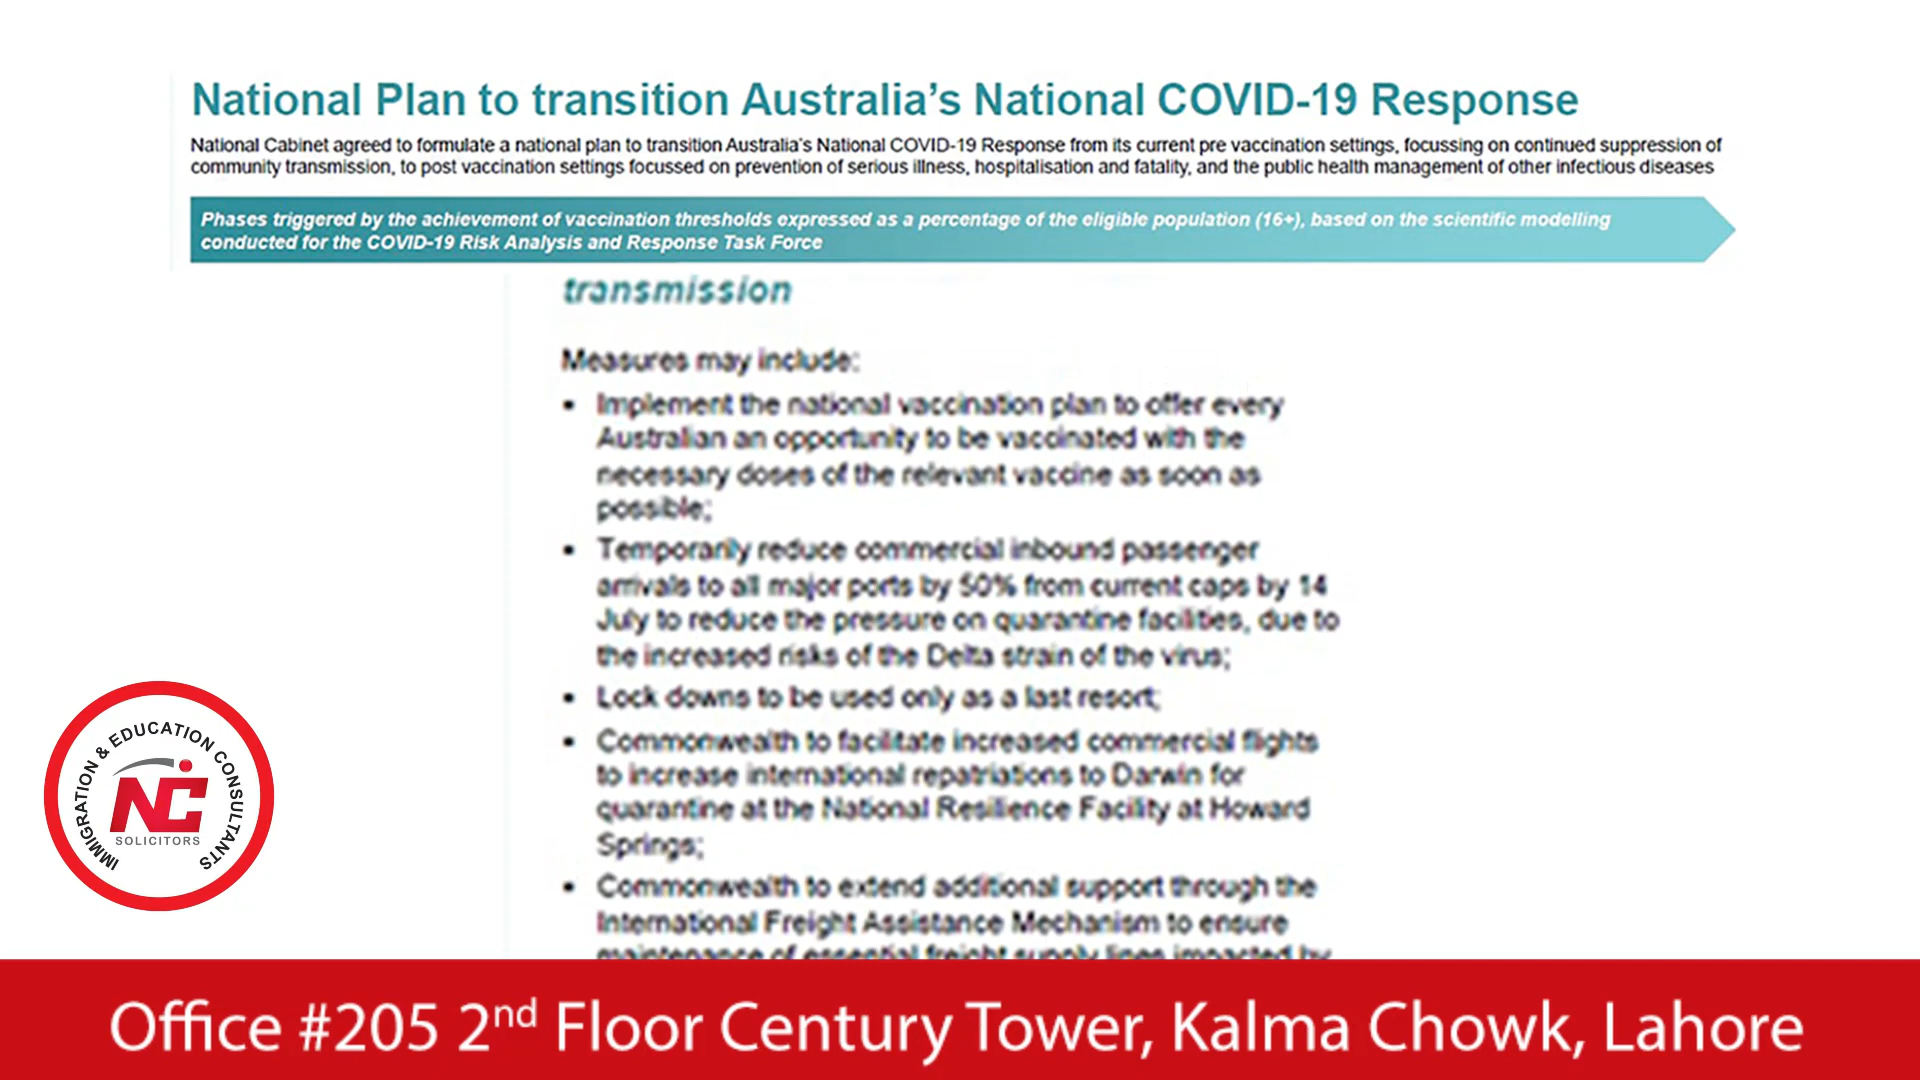 National Plan to transition Australia's National COVID-19 Response
National Cabinet agreed to formulate a national plan to transition Australia's National COVID-19 Response from its current pre vaccination settings, focussing on continued suppression of
community transmission, to post vaccination settings focussed on prevention of serious illness, hospitalisation and fatality, and the public health management of other infectious diseases
Phases triggered by the achievement of vaccination thresholds expressed as a percentage of the eligible population (16+), based on the scientific modelling
conducted for the COVID-19 Risk Analysis and Response Task Force
transmission
Measures may include:
▪ Implement the national vaccination plan to offer every
Australian an opportunity to be vaccinated with the
necessary doses of the relevant vaccine as soon as
possible;
▪ Temporarily reduce commercial inbound passenger
arrivals to all major ports by 50% from current caps by 14
July to reduce the pressure on quarantine facilities, due to
the increased risks of the Delta strain of the virus;
▪ Lock downs to be used only as a last resort;
▪ Commonwealth to facilitate increased commercial flights
to increase international repatriations to Darwin for
quarantine at the National Resilience Facility at Howard
Springs;
▪ Commonwealth to extend additional support through the
International Freight Assistance Mechanism to ensure
maintenance of essential freight supply lines impacted by
IMMIGRATION & EDUCATION CONSULTANTS
NC
SOLICITORS
Office #205 2nd Floor Century Tower, Kalma Chowk, Lahore